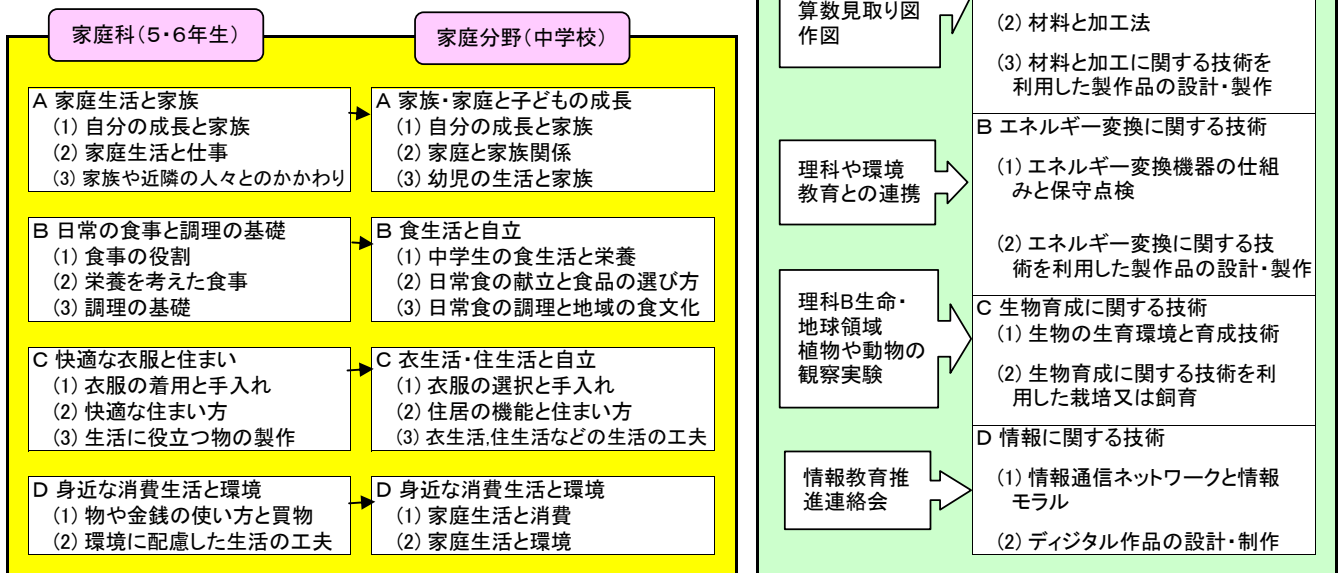 家庭科(5・6年生)
家庭分野(中学校)
A 家庭生活と家族
(1) 自分の成長と家族
(2) 家庭生活と仕事
(3) 家族や近隣の人々とのかかわり
A 家族・家庭と子どもの成長
(1) 自分の成長と家族
(2) 家庭と家族関係
(3) 幼児の生活と家族
B 日常の食事と調理の基礎
(1) 食事の役割
(2) 栄養を考えた食事
(3) 調理の基礎
B 食生活と自立
(1) 中学生の食生活と栄養
(2) 日常食の献立と食品の選び方
(3) 日常食の調理と地域の食文化
C 快適な衣服と住まい
(1) 衣服の着用と手入れ
(2) 快適な住まい方
(3) 生活に役立つ物の製作
C 衣生活・住生活と自立
(1) 衣服の選択と手入れ
(2) 住居の機能と住まい方
(3) 衣生活,住生活などの生活の工夫
D 身近な消費生活と環境
(1) 物や金銭の使い方と買物
(2) 環境に配慮した生活の工夫
D 身近な消費生活と環境
(1) 家庭生活と消費
(2) 家庭生活と環境
算数見取り図
作図
(2) 材料と加工法
(3) 材料と加工に関する技術を
利用した製作品の設計・製作
理科や環境
教育との連携
B エネルギー変換に関する技術
(1) エネルギー変換機器の仕組
みと保守点検
(2) エネルギー変換に関する技
術を利用した製作品の設計・製作
理科B生命・
地球領域
植物や動物の
観察実験
C 生物育成に関する技術
(1) 生物の生育環境と育成技術
(2) 生物育成に関する技術を利
用した栽培又は飼育
情報教育推
進連絡会
D 情報に関する技術
(1) 情報通信ネットワークと情報
モラル
(2) ディジタル作品の設計・制作